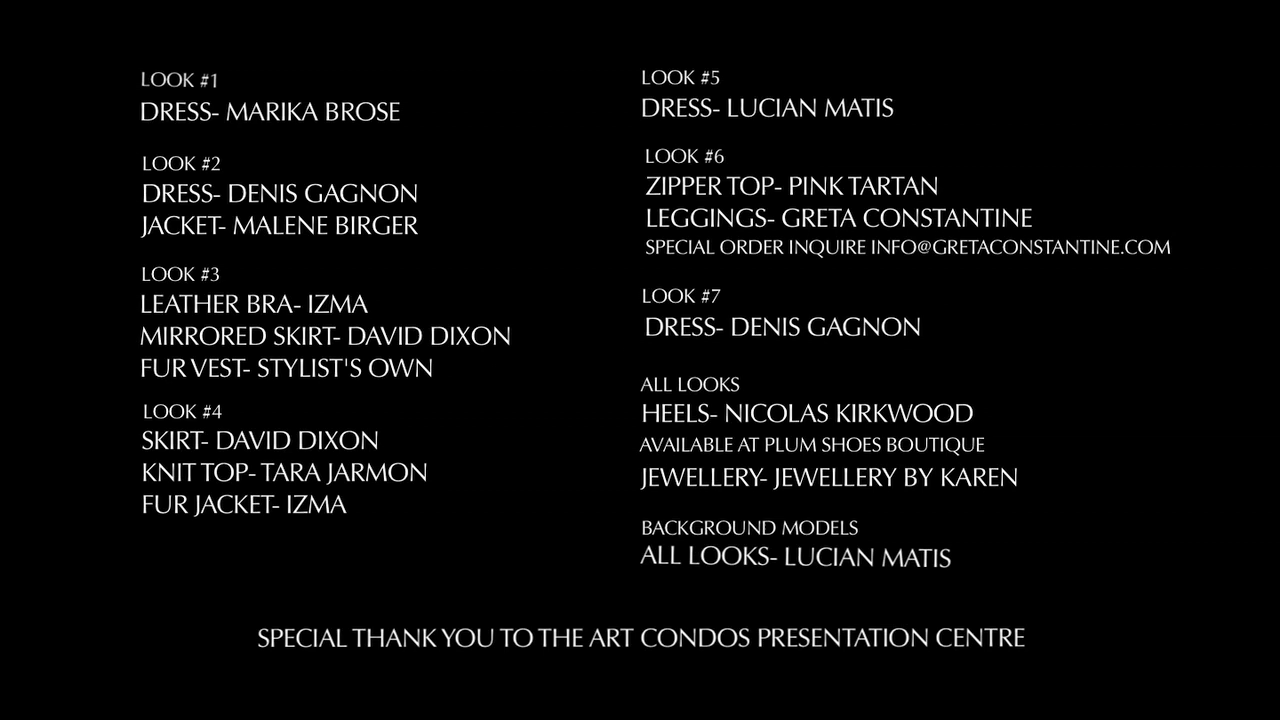 LOOK #1
DRESS- MARIKA BROSE
LOOK #2
DRESS- DENIS GAGNON
JACKET- MALENE BIRGER
LOOK #3
LEATHER BRA- IZMA
MIRRORED SKIRT- DAVID DIXON
FUR VEST- STYLIST'S OWN
LOOK #4
SKIRT- DAVID DIXON
KNIT TOP- TARA JARMON
FUR JACKET- IZMA
LOOK #5
DRESS- LUCIAN MATIS
LOOK #6
ZIPPER TOP- PINK TARTAN
LEGGINGS- GRETA CONSTANTINE
SPECIAL ORDER INQUIRE INFO@GRETACONSTANTINE.COM
LOOK #7
DRESS- DENIS GAGNON
ALL LOOKS
HEELS- NICOLAS KIRKWOOD
AVAILABLE AT PLUM SHOES BOUTIQUE
JEWELLERY- JEWELLERY BY KAREN
BACKGROUND MODELS
ALL LOOKS- LUCIAN MATIS
SPECIAL THANK YOU TO THE ART CONDOS PRESENTATION CENTRE